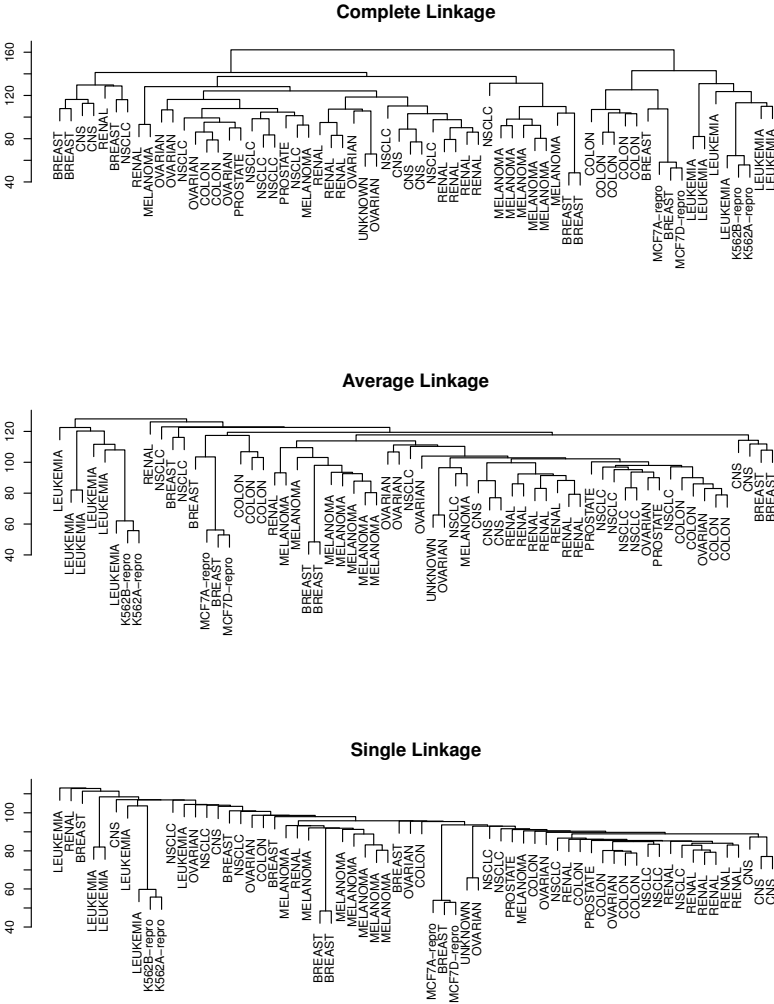 Complete Linkage
160
120
80
40
BREAST
BREAST
CNS
CNS
RENAL
BREAST
NSCLC
RENAL
MELANOMA
OVARIAN
OVARIAN
NSCLC
OVARIAN
COLON
COLON
OVARIAN
PROSTATE
NSCLC
NSCLC
NSCLC
PROSTATE
NSCLC
MELANOMA
RENAL
RENAL
RENAL
OVARIAN
UNKNOWN
OVARIAN
NSCLC
CNS
CNS
CNS
NSCLC
RENAL
RENAL
RENAL
RENAL
NSCLC
MELANOMA
MELANOMA
MELANOMA
MELANOMA
MELANOMA
MELANOMA
BREAST
BREAST
COLON
COLON
COLON
COLON
COLON
BREAST
MCF7A-repro
BREAST
MCF7D-repro
LEUKEMIA
LEUKEMIA
LEUKEMIA
LEUKEMIA
K562B-repro
K562A-repro
LEUKEMIA
LEUKEMIA
Average Linkage
120
100
80
60
40
LEUKEMIA
LEUKEMIA
LEUKEMIA
LEUKEMIA
LEUKEMIA
LEUKEMIA
K562B-repro
K562A-repro
RENAL
NSCLC
BREAST
NSCLC
BREAST
MCF7A-repro
BREAST
MCF7D-repro
COLON
COLON
COLON
RENAL
MELANOMA
MELANOMA
BREAST
BREAST
MELANOMA
MELANOMA
MELANOMA
MELANOMA
MELANOMA
OVARIAN
OVARIAN
NSCLC
OVARIAN
UNKNOWN
OVARIAN
NSCLC
MELANOMA
CNS
CNS
CNS
RENAL
RENAL
RENAL
RENAL
RENAL
RENAL
RENAL
PROSTATE
NSCLC
NSCLC
NSCLC
NSCLC
OVARIAN
PROSTATE
NSCLC
COLON
COLON
OVARIAN
COLON
COLON
CNS
CNS
BREAST
BREAST
Single Linkage
100
80
60
40
LEUKEMIA
RENAL
BREAST
LEUKEMIA
LEUKEMIA
CNS
LEUKEMIA
LEUKEMIA
K562B-repro
K562A-repro
NSCLC
LEUKEMIA
OVARIAN
NSCLC
CNS
BREAST
NSCLC
OVARIAN
COLON
BREAST
MELANOMA
RENAL
MELANOMA
BREAST
BREAST
MELANOMA
MELANOMA
MELANOMA
MELANOMA
MELANOMA
BREAST
OVARIAN
COLON
MCF7A-repro
BREAST
MCF7D-repro
UNKNOWN
OVARIAN
NSCLC
NSCLC
PROSTATE
MELANOMA
COLON
OVARIAN
NSCLC
RENAL
COLON
PROSTATE
COLON
OVARIAN
COLON
COLON
NSCLC
NSCLC
RENAL
NSCLC
RENAL
RENAL
RENAL
RENAL
RENAL
CNS
CNS
CNS